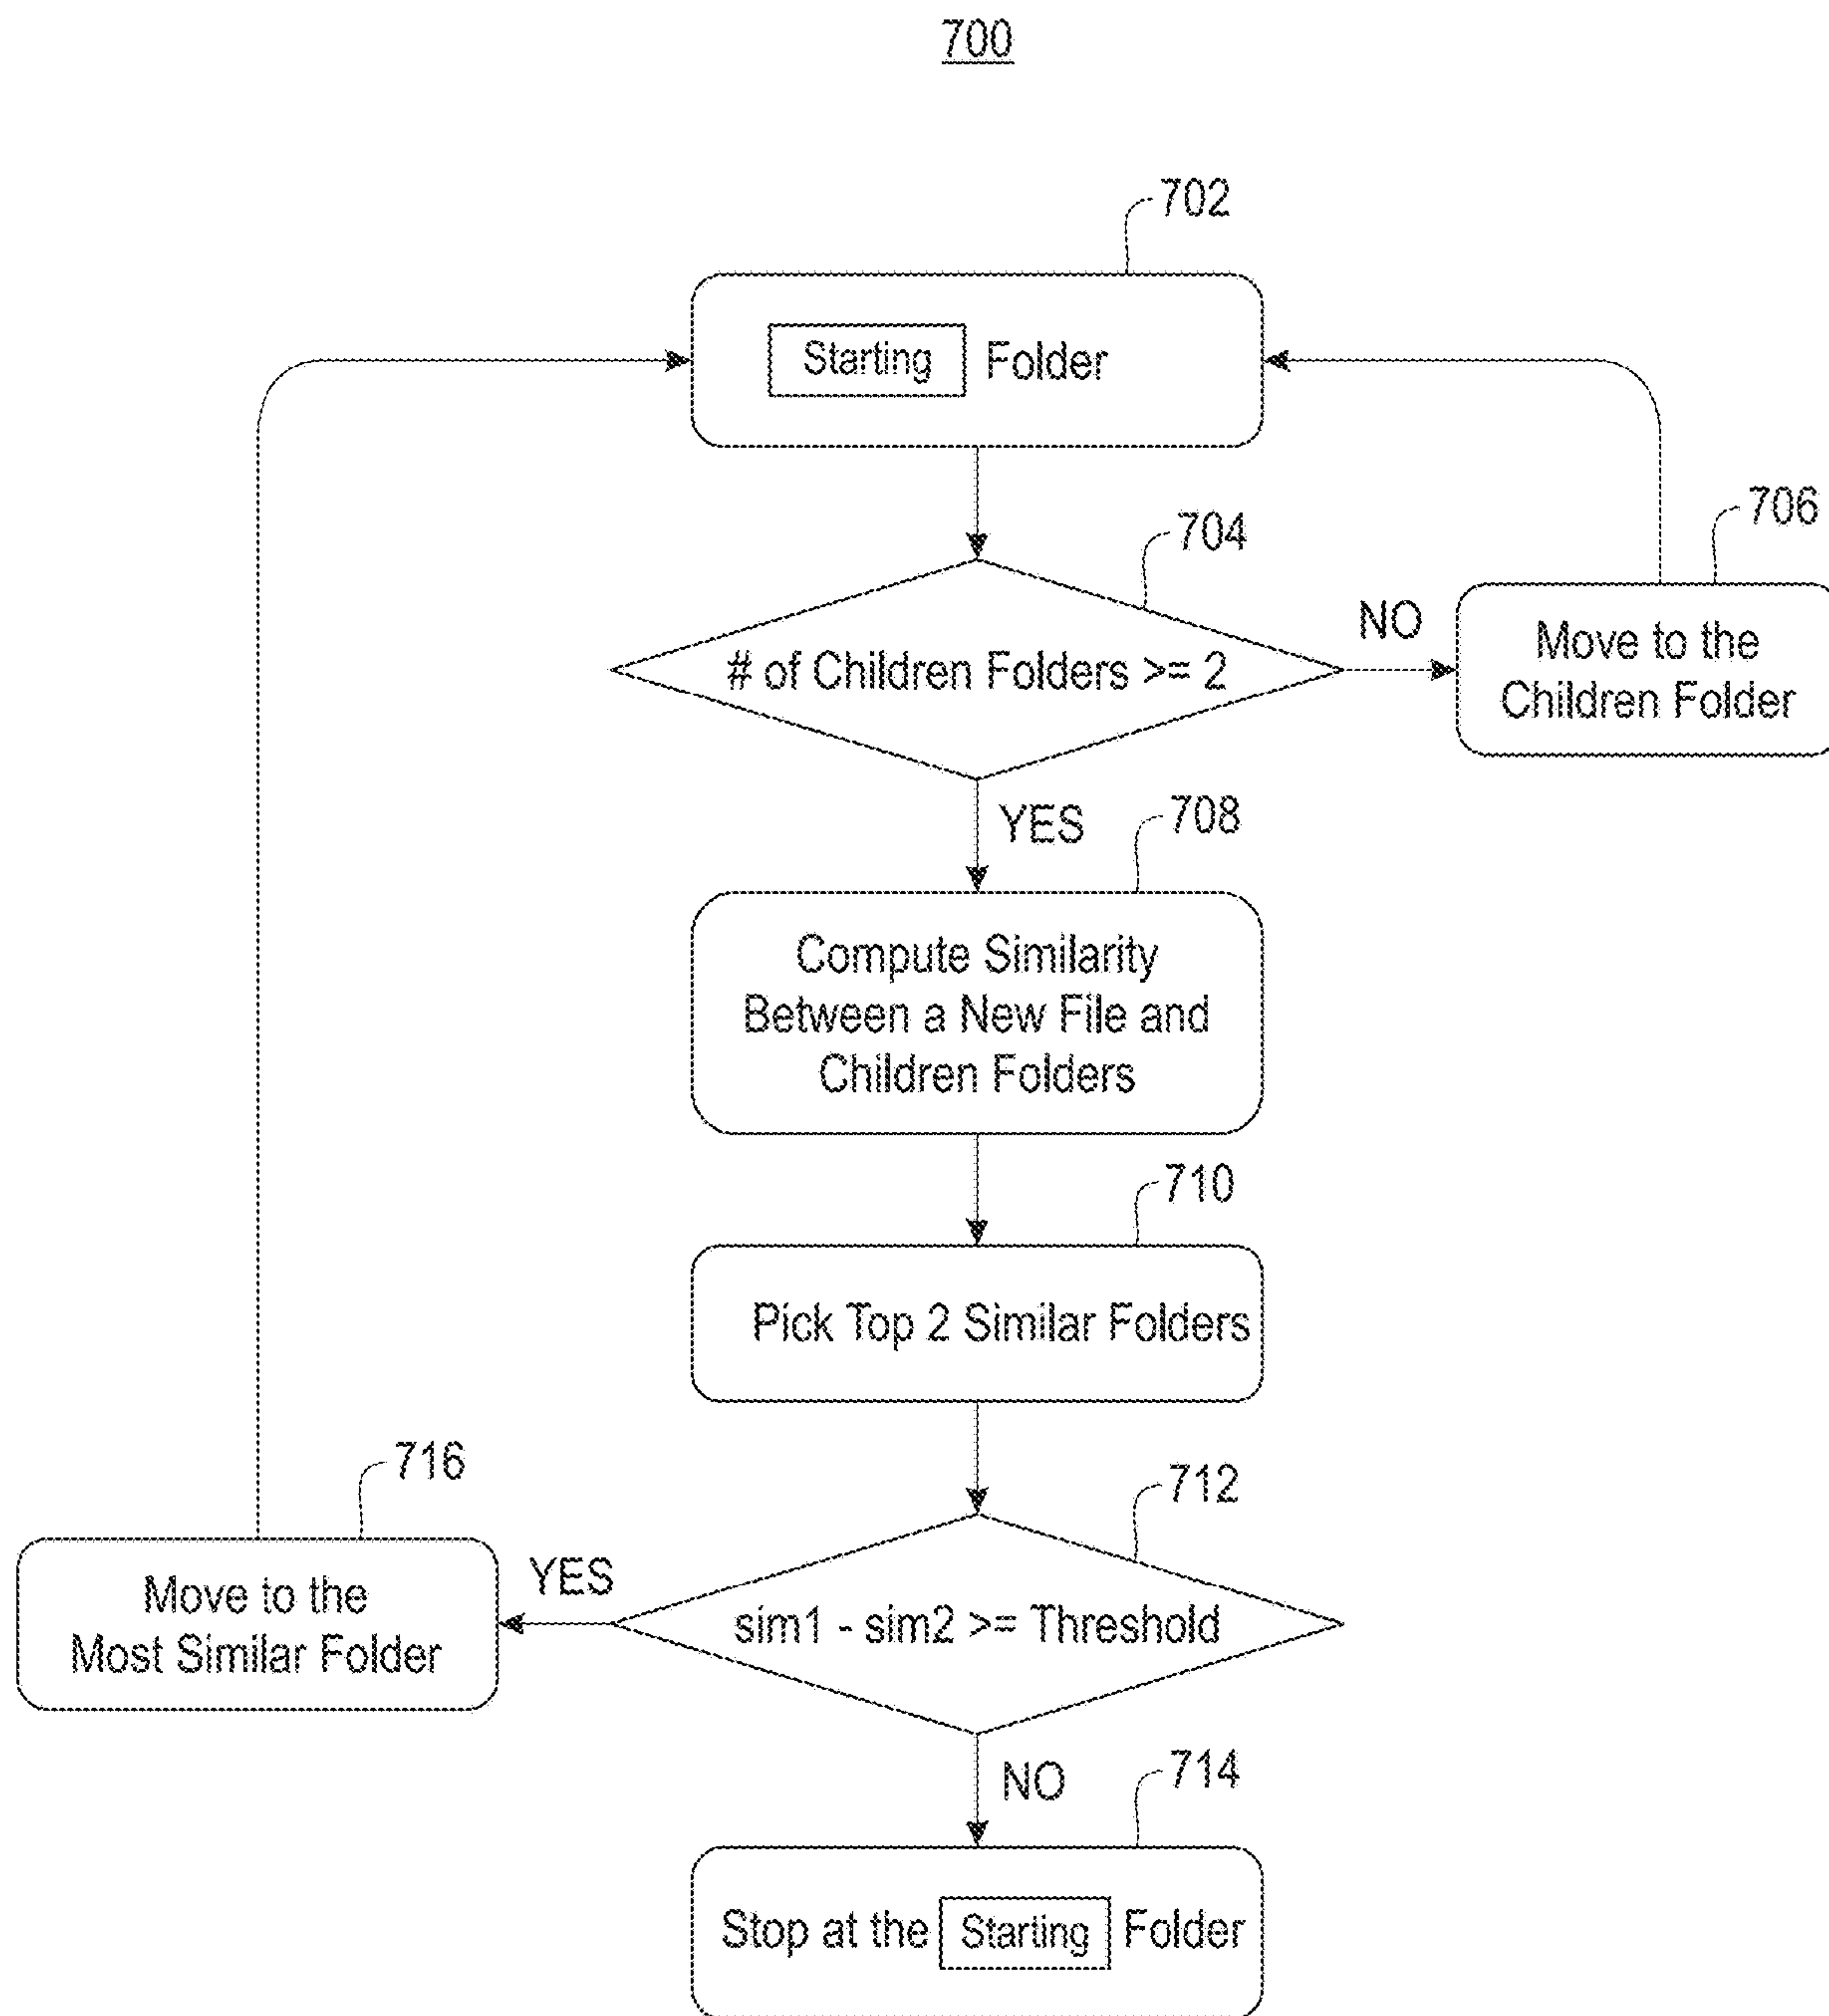 700
702
Starting Folder
704
706
# of Children Folders >= 2
NO
Move to the
Children Folder
YES
708
Compute Similarity
Between a New File and
Children Folders
710
Pick Top 2 Similar Folders
716
712
Move to the
Most Similar Folder
YES
sim1 - sim2 >= Threshold
NO
714
Stop at the Starting Folder